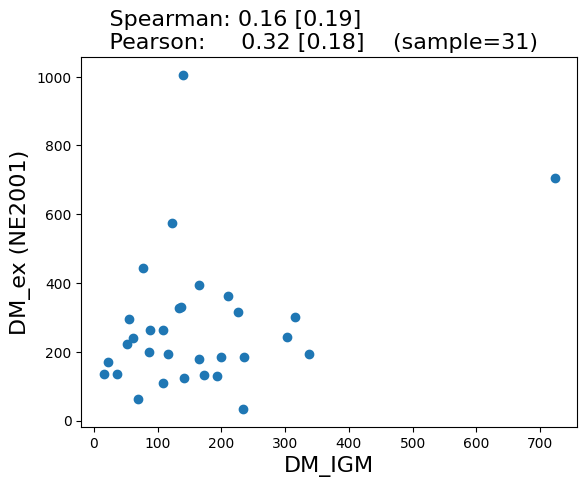 Spearman: 0.16 [0.19]
Pearson: 0.32 [0.18] (sample=31)
1000
800
600
400
200
0
DM_ex (NE2001)
0 100 200 300 400 500 600 700
DM_IGM